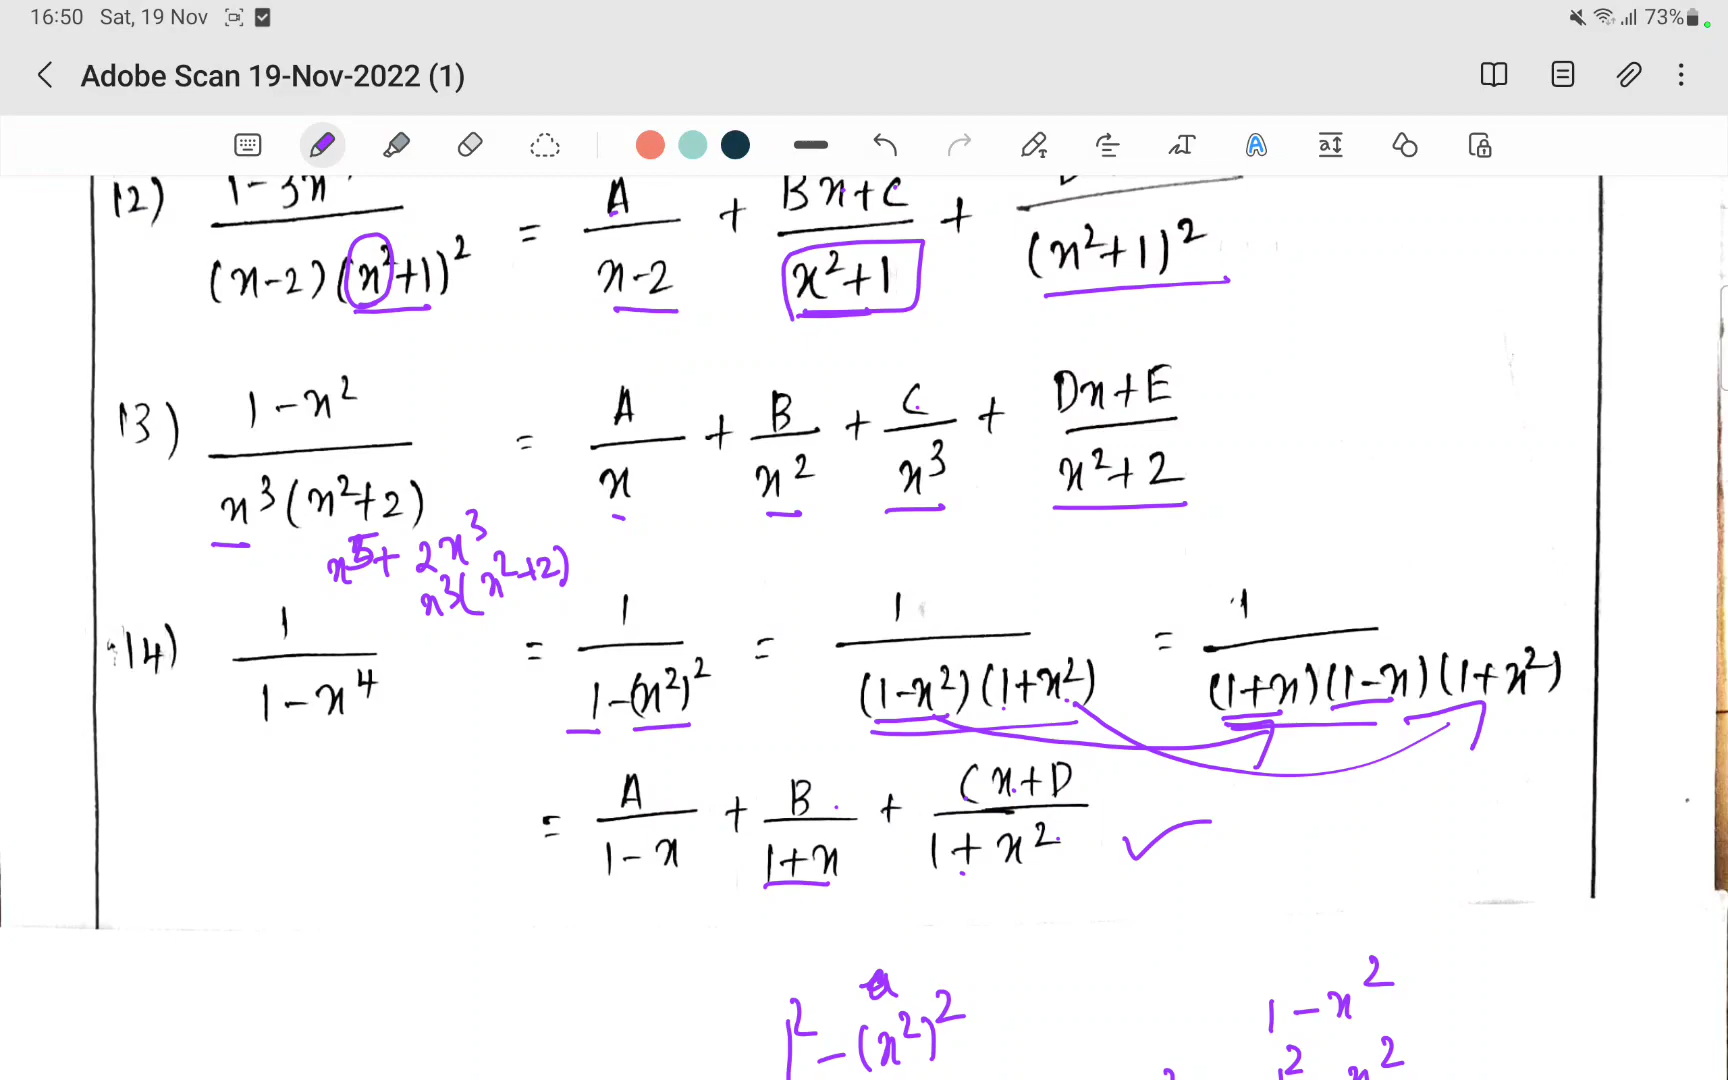 16:50 Sat, 19 Nov 73%
Adobe Scan 19-Nov-2022 (1)
12) 1-3x / (x-2)(x²+1)² = A/(x-2) + (Bx+C)/(x²+1) + /(x²+1)²
13) (1-x²) / x³(x²+2) = A/x + B/x² + C/x³ + (Dx+E)/(x²+2)
x⁵+ 2x³
x³(x²+2)
14) 1/(1-x⁴) = 1/(1-(x²)²) = 1/((1-x²)(1+x²)) = 1/((1+x)(1-x)(1+x²))
= A/(1-x) + B/(1+x) + (Cx+D)/(1+x²)
1-x²
1²-(x²)²